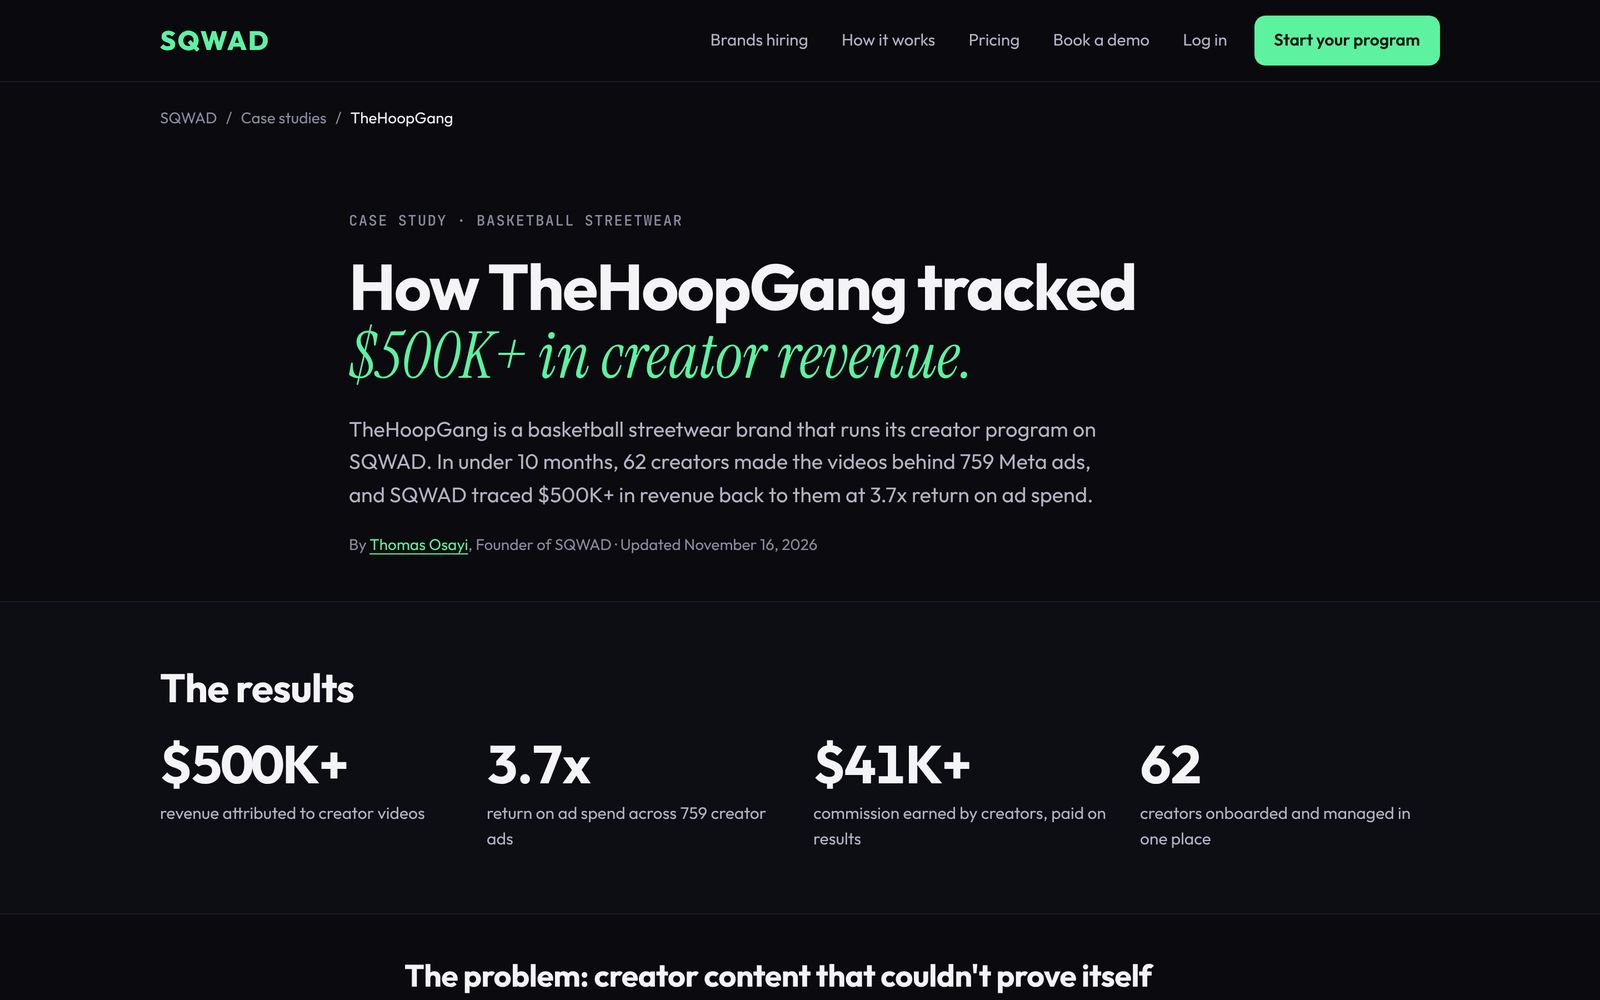 SQWAD
Brands hiring
How it works
Pricing
Book a demo
Log in
Start your program
SQWAD / Case studies / TheHoopGang
CASE STUDY · BASKETBALL STREETWEAR
How TheHoopGang tracked
$500K+ in creator revenue.
TheHoopGang is a basketball streetwear brand that runs its creator program on
SQWAD. In under 10 months, 62 creators made the videos behind 759 Meta ads,
and SQWAD traced $500K+ in revenue back to them at 3.7x return on ad spend.
By Thomas Osayi, Founder of SQWAD · Updated November 16, 2026
The results
$500K+
revenue attributed to creator videos
3.7x
return on ad spend across 759 creator
ads
$41K+
commission earned by creators, paid on
results
62
creators onboarded and managed in
one place
The problem: creator content that couldn't prove itself